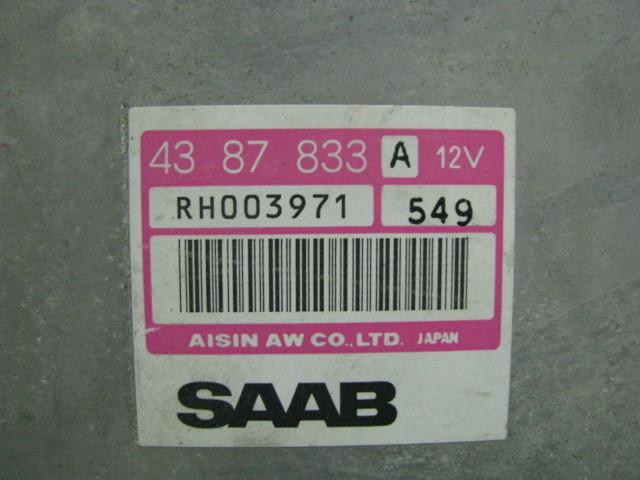 43 87 833 A 12V
RH003971 549
AISIN AW CO., LTD. JAPAN
SAAB